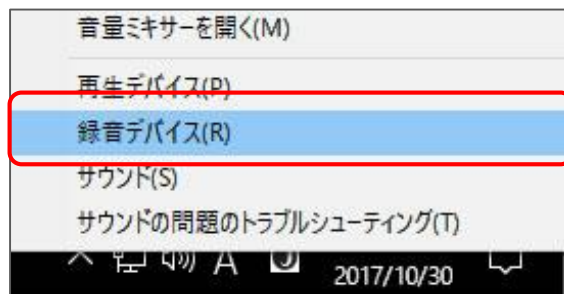 音量ミキサーを開く(M)
再生デバイス(P)
録音デバイス(R)
サウンド(S)
サウンドの問題のトラブルシューティング(T)
A
2017/10/30